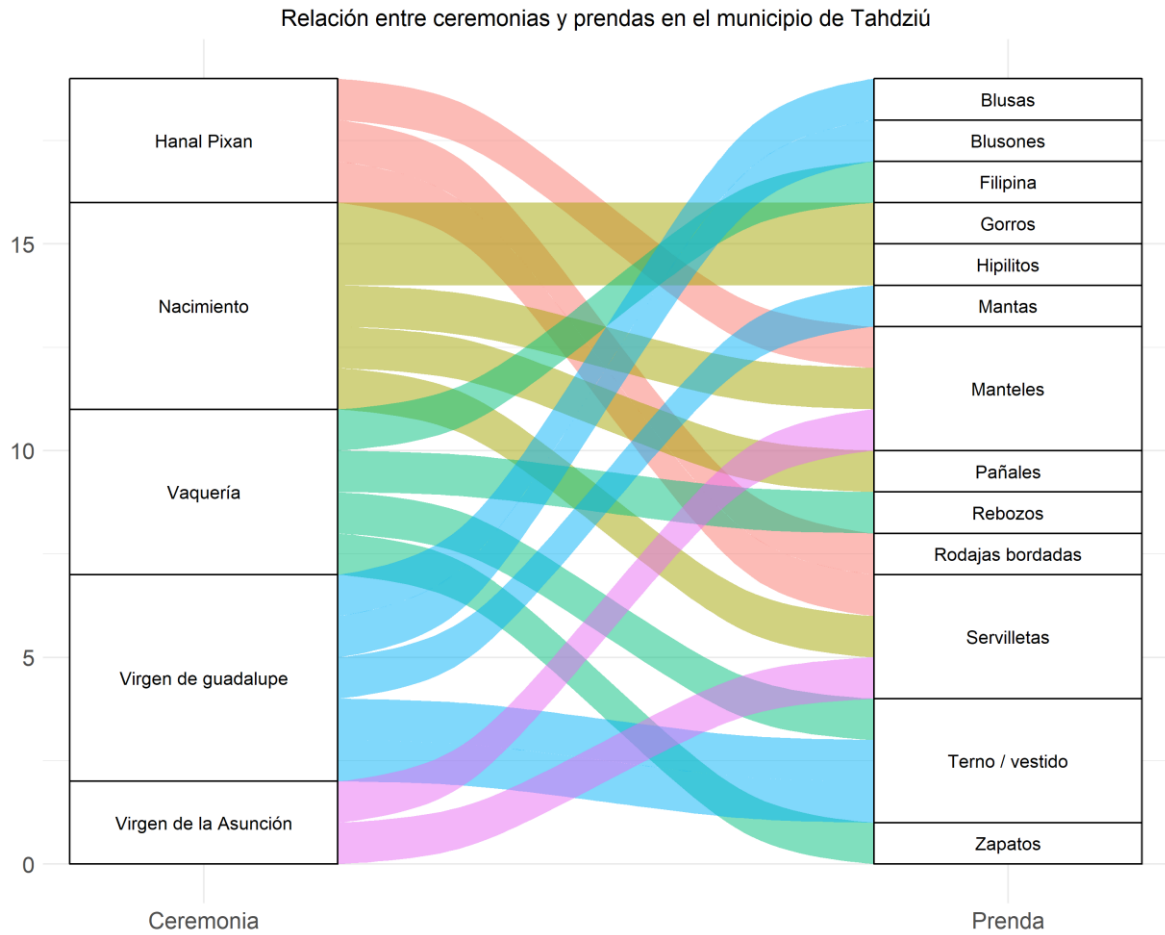 Relación entre ceremonias y prendas en el municipio de Tahdziú
Hanal Pixan
Nacimiento
Vaquería
Virgen de guadalupe
Virgen de la Asunción
Blusas
Blusones
Filipina
Gorros
Hipilitos
Mantas
Manteles
Pañales
Rebozos
Rodajas bordadas
Servilletas
Terno / vestido
Zapatos
15
10
5
0
Ceremonia
Prenda